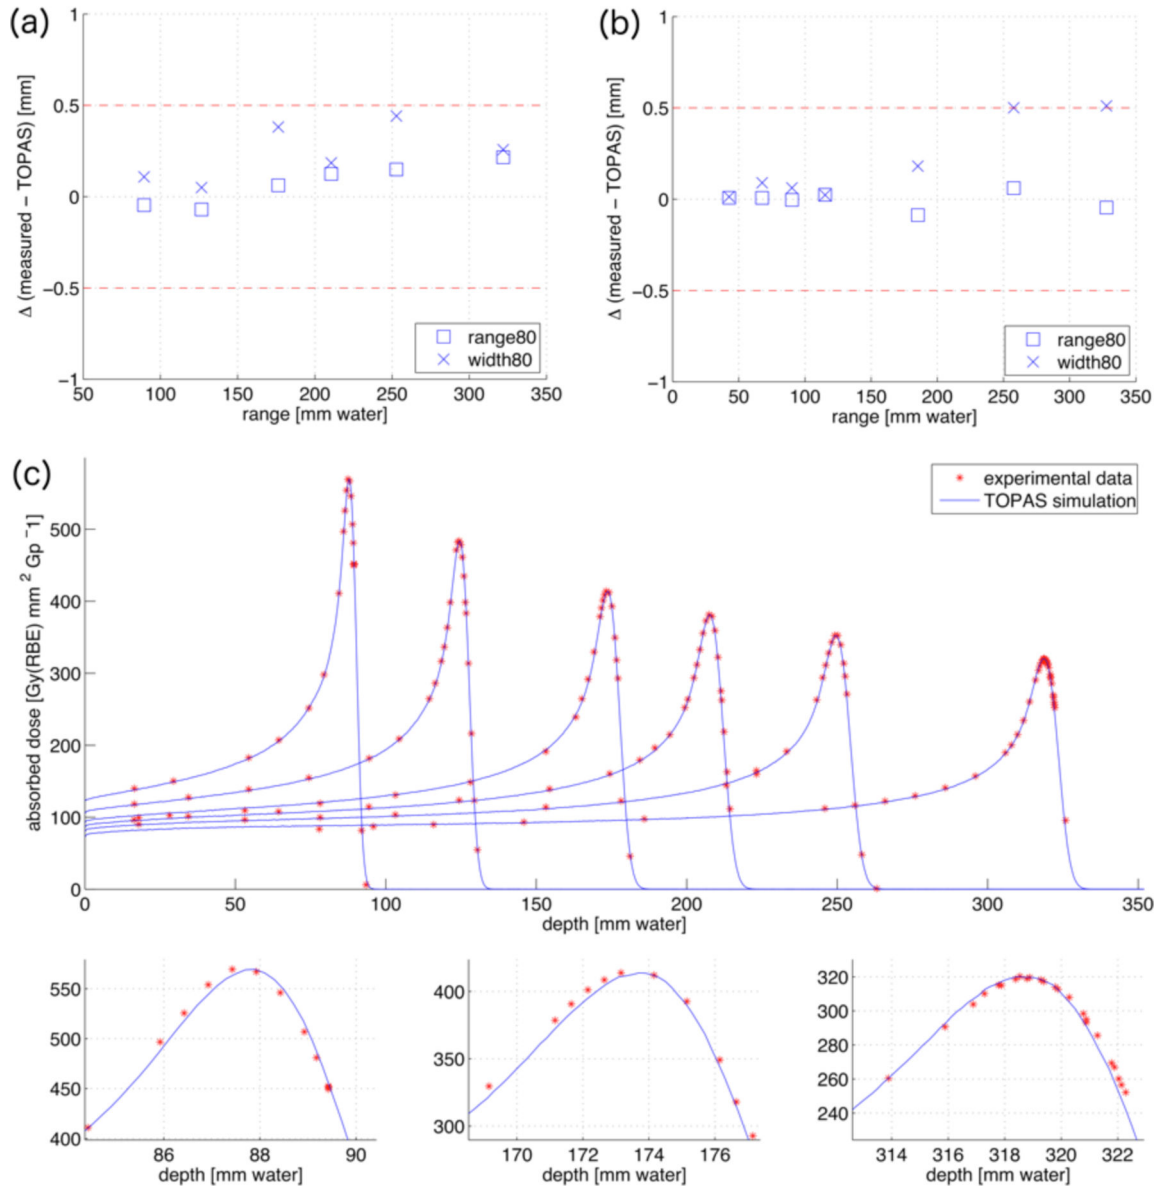 (a)
1
0.5
0
−0.5
−1
Δ (measured − TOPAS) [mm]
range80
width80
50 100 150 200 250 300 350
range [mm water]
(b)
1
0.5
0
−0.5
−1
Δ (measured − TOPAS) [mm]
range80
width80
0 50 100 150 200 250 300 350
range [mm water]
(c)
experimental data
TOPAS simulation
500
400
300
200
100
0
absorbed dose [Gy(RBE) mm ² Gp ⁻1]
0 50 100 150 200 250 300 350
depth [mm water]
550
500
450
400
86 88 90
depth [mm water]
400
350
300
170 172 174 176
depth [mm water]
320
300
280
260
240
314 316 318 320 322
depth [mm water]